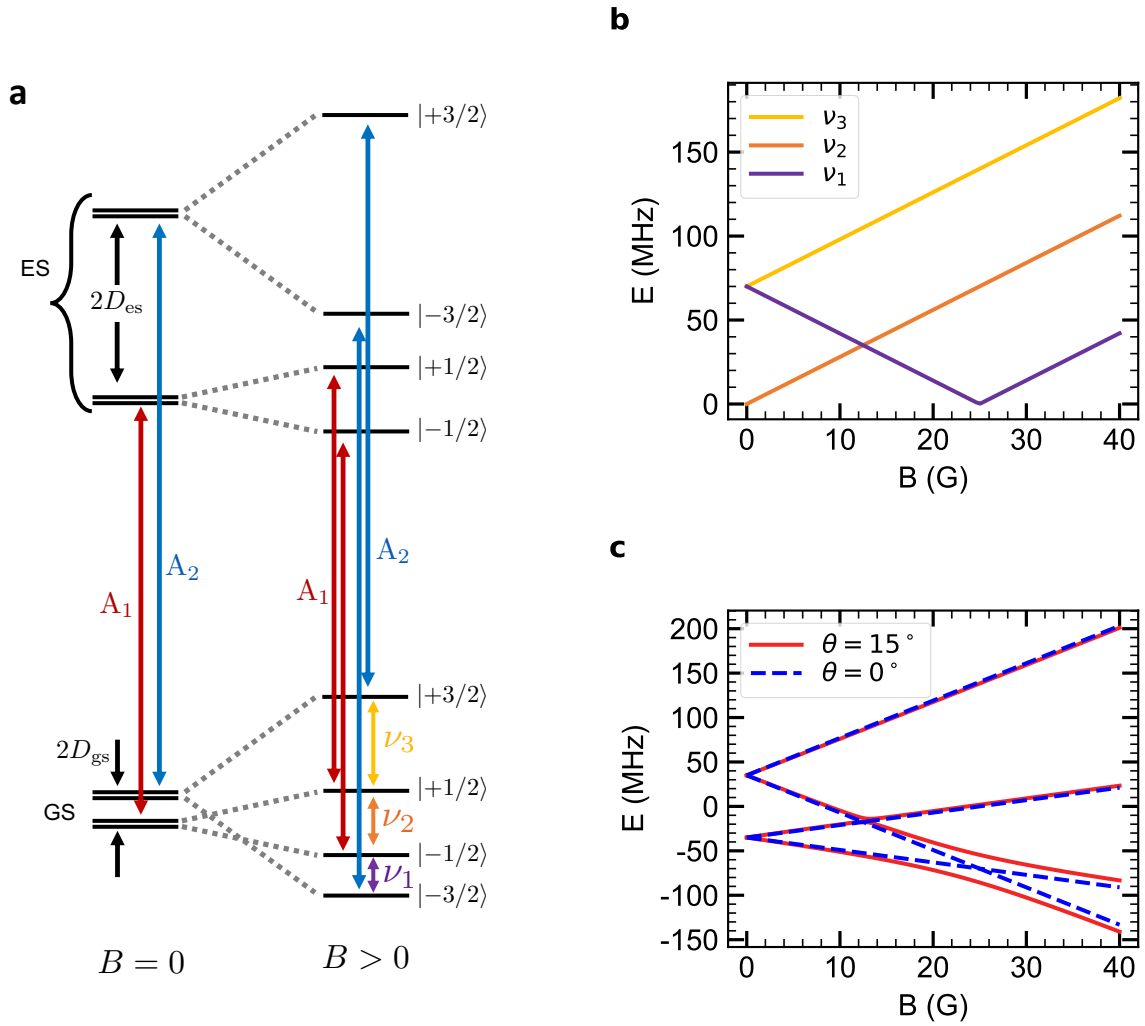 a
|+3/2⟩
ES
2D_es
|−3/2⟩
|+1/2⟩
|−1/2⟩
A₁
A₂
A₁
A₂
2D_gs
GS
|+3/2⟩
ν₃
|+1/2⟩
ν₂
|−1/2⟩
ν₁
|−3/2⟩
B = 0
B > 0
b
ν₃
ν₂
ν₁
E (MHz)
150
100
50
0
0
10
20
30
40
B (G)
c
θ = 15°
θ = 0°
E (MHz)
200
150
100
50
0
-50
-100
-150
0
10
20
30
40
B (G)